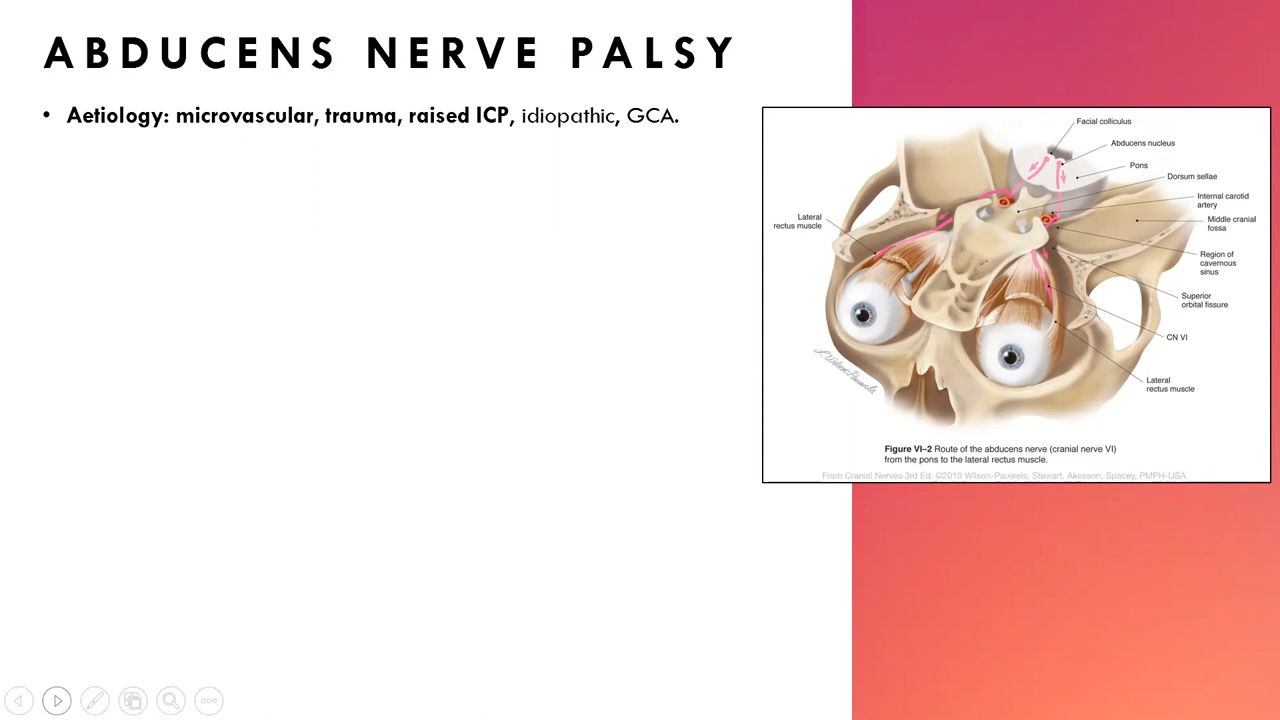 ABDUCENS NERVE PALSY
• Aetiology: microvascular, trauma, raised ICP, idiopathic, GCA.
Facial colliculus
Abducens nucleus
Pons
Dorsum sellae
Internal carotid
artery
Middle cranial
fossa
Lateral
rectus muscle
Region of
cavernous
sinus
Superior
orbital fissure
CN VI
Lateral
rectus muscle
L. Wilson-Pauwels
Figure VI–2 Route of the abducens nerve (cranial nerve VI)
from the pons to the lateral rectus muscle.
From Cranial Nerves 3rd Ed. ©2010 Wilson-Pauwels, Stewart, Akesson, Spacey, PMPH-USA